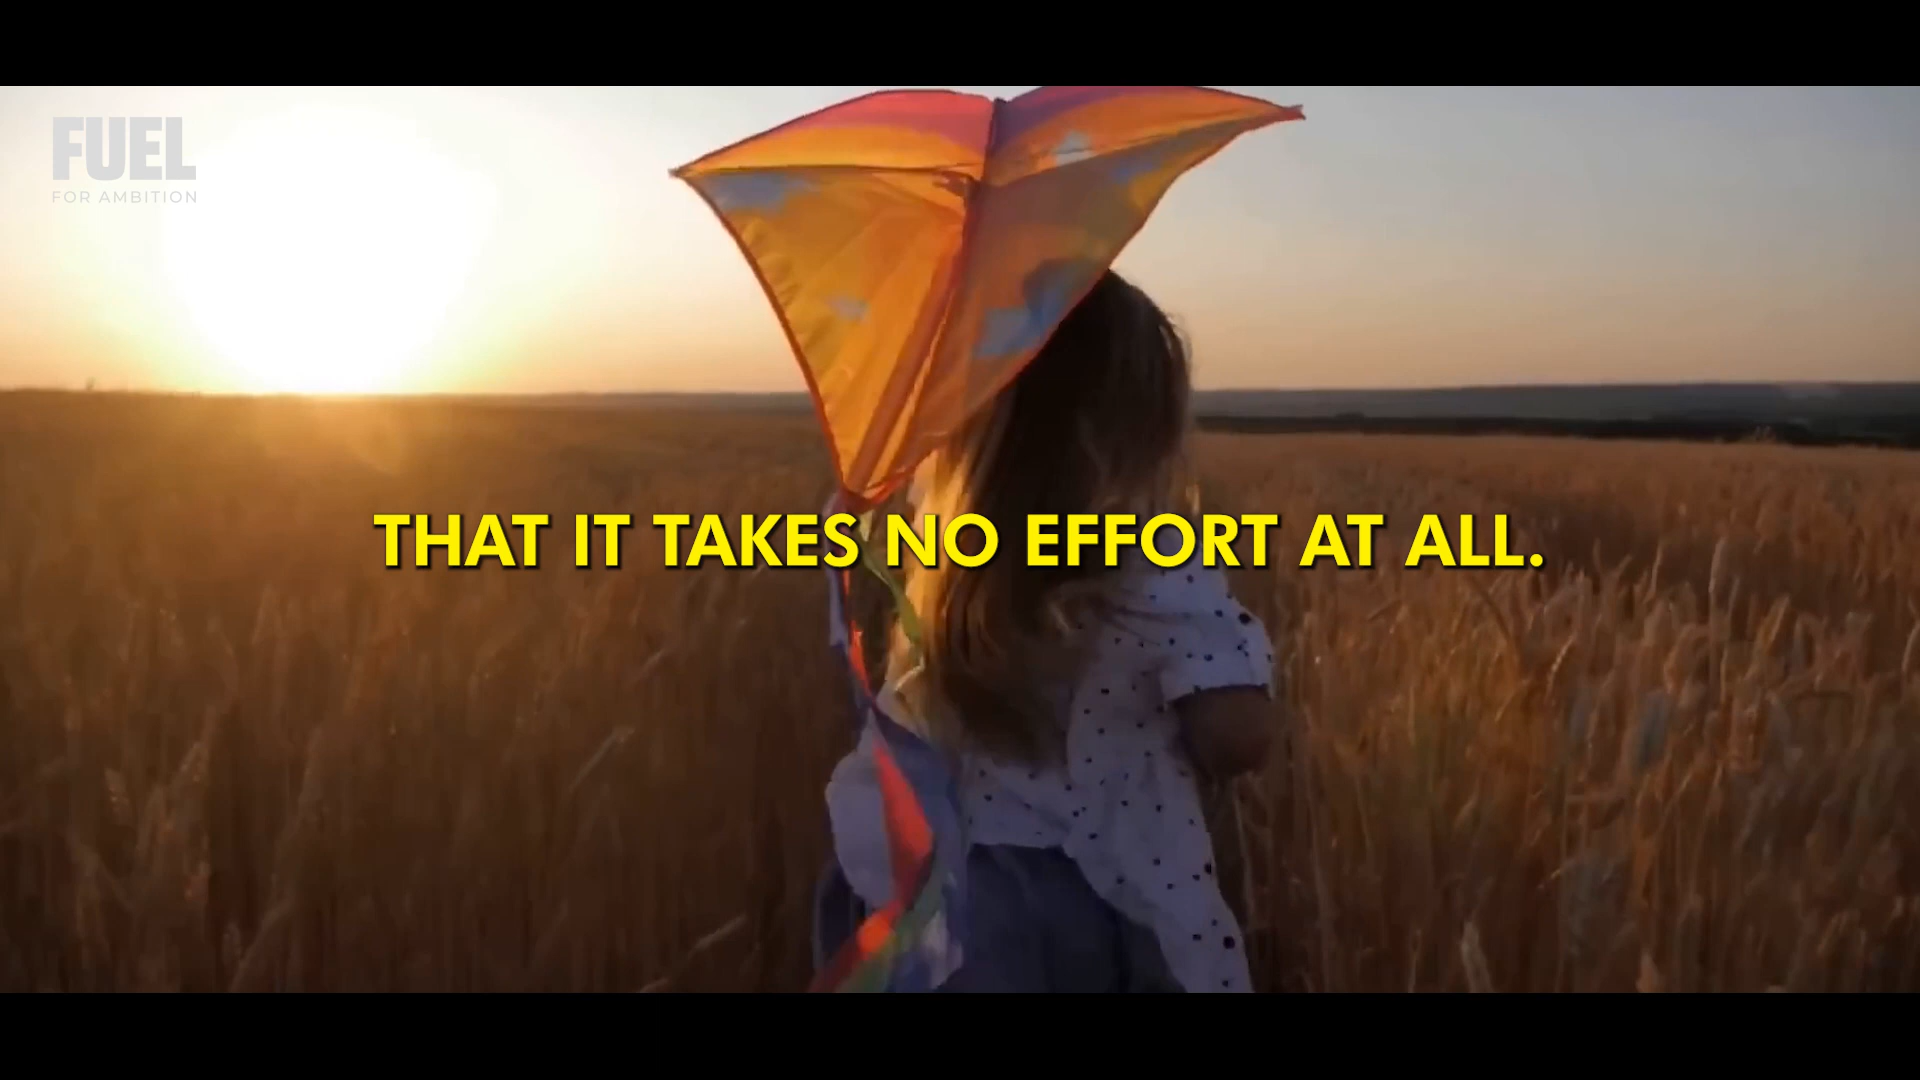 FUEL
FOR AMBITION
THAT IT TAKES NO EFFORT AT ALL.